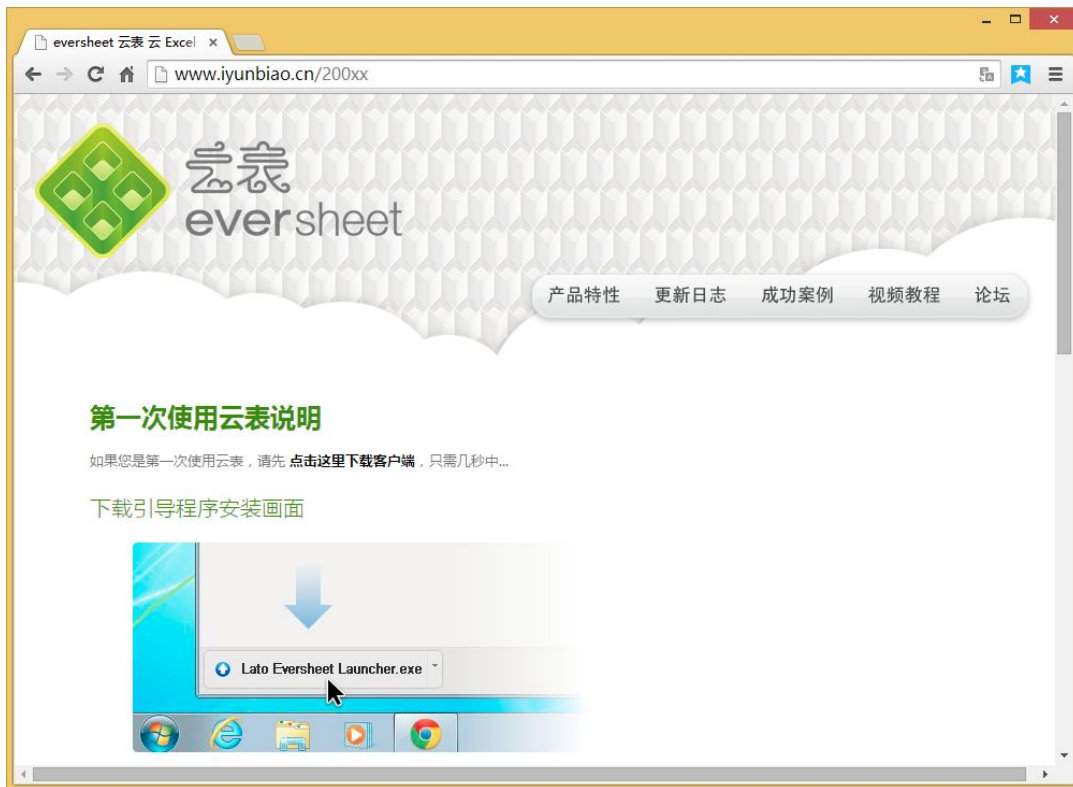 eversheet 云表 云 Excel
www.iyunbiao.cn/200xx
云表
eversheet
产品特性 更新日志 成功案例 视频教程 论坛
第一次使用云表说明
如果您是第一次使用云表，请先 点击这里下载客户端，只需几秒中...
下载引导程序安装画面
Lato Eversheet Launcher.exe